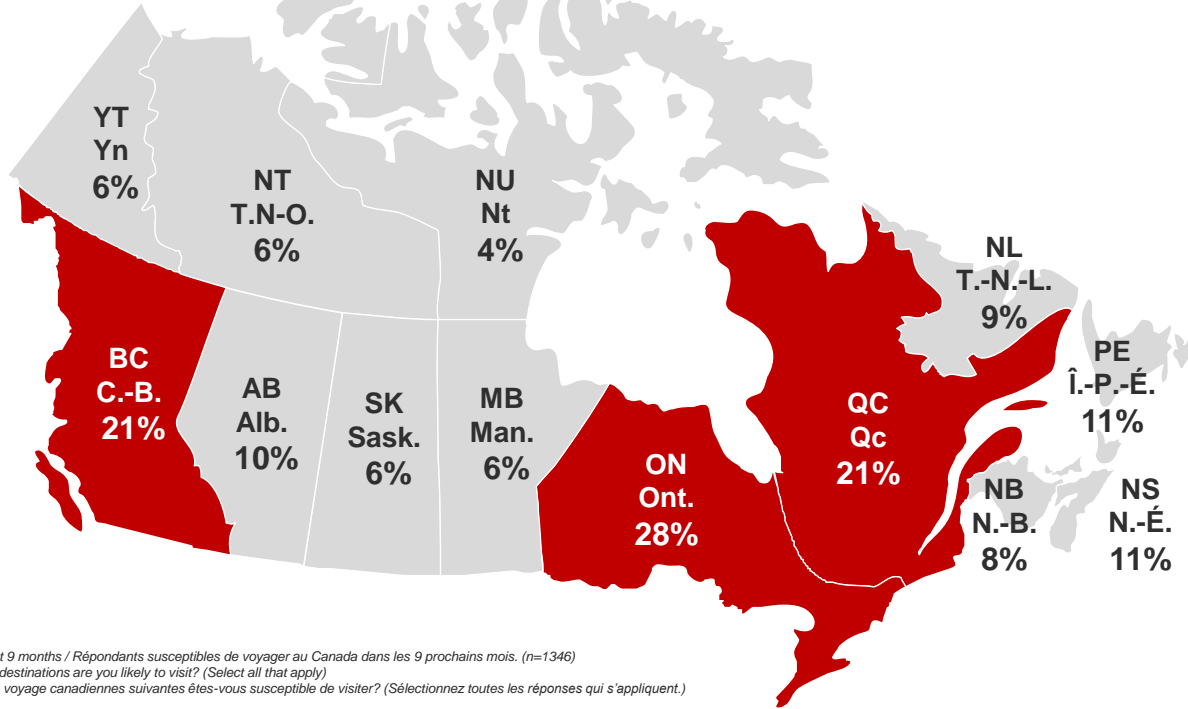 YT
Yn
6%
NT
T.N-O.
6%
NU
Nt
4%
NL
T.-N.-L.
9%
BC
C.-B.
21%
AB
Alb.
10%
SK
Sask.
6%
MB
Man.
6%
ON
Ont.
28%
QC
Qc
21%
PE
Î.-P.-É.
11%
NB
N.-B.
8%
NS
N.-É.
11%
9 months / Répondants susceptibles de voyager au Canada dans les 9 prochains mois. (n=1346)
destinations are you likely to visit? (Select all that apply)
voyage canadiennes suivantes êtes-vous susceptible de visiter? (Sélectionnez toutes les réponses qui s'appliquent.)